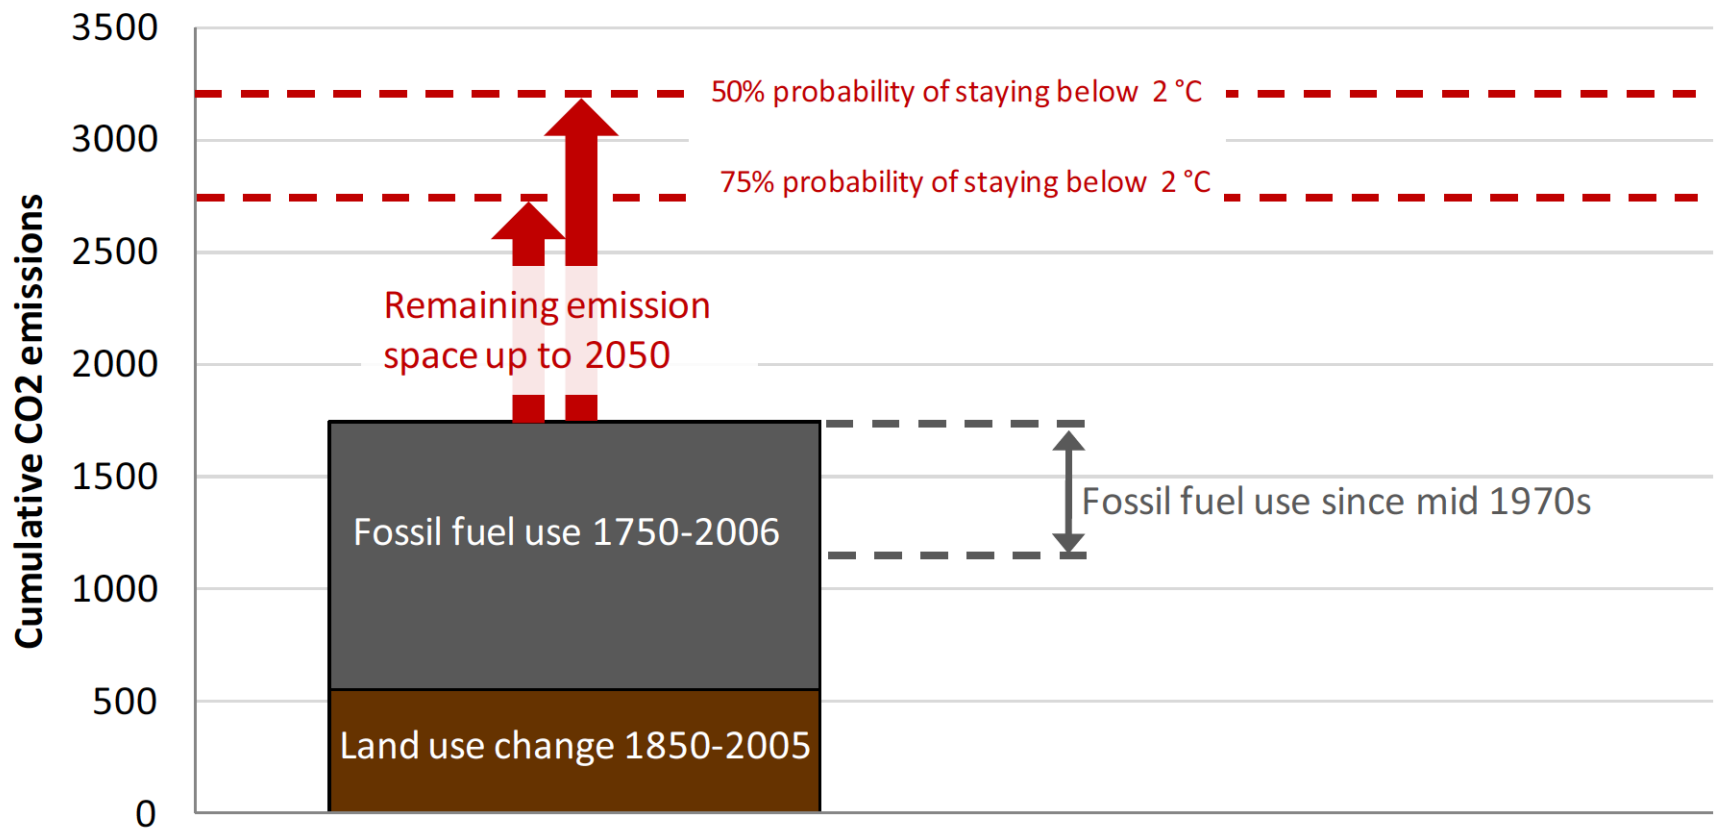 Cumulative CO2 emissions
3500
3000
2500
2000
1500
1000
500
0
50% probability of staying below 2 °C
75% probability of staying below 2 °C
Remaining emission
space up to 2050
Fossil fuel use since mid 1970s
Fossil fuel use 1750-2006
Land use change 1850-2005